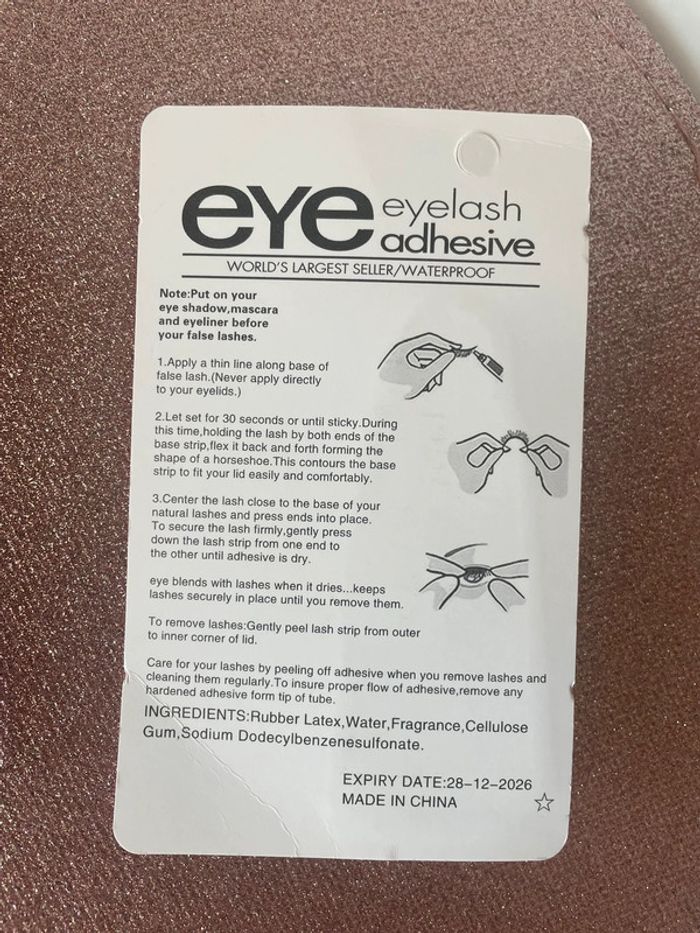 eYe eyelash
adhesive
WORLD'S LARGEST SELLER/WATERPROOF
Note:Put on your
eye shadow,mascara
and eyeliner before
your false lashes.
1.Apply a thin line along base of
false lash.(Never apply directly
to your eyelids.)
2.Let set for 30 seconds or until sticky.During
this time,holding the lash by both ends of the
base strip,flex it back and forth forming the
shape of a horseshoe.This contours the base
strip to fit your lid easily and comfortably.
3.Center the lash close to the base of your
natural lashes and press ends into place.
To secure the lash firmly,gently press
down the lash strip from one end to
the other until adhesive is dry.
eye blends with lashes when it dries...keeps
lashes securely in place until you remove them.
To remove lashes:Gently peel lash strip from outer
to inner corner of lid.
Care for your lashes by peeling off adhesive when you remove lashes and
cleaning them regularly.To insure proper flow of adhesive,remove any
hardened adhesive form tip of tube.
INGREDIENTS:Rubber Latex,Water,Fragrance,Cellulose
Gum,Sodium Dodecylbenzenesulfonate.
EXPIRY DATE:28-12-2026
MADE IN CHINA